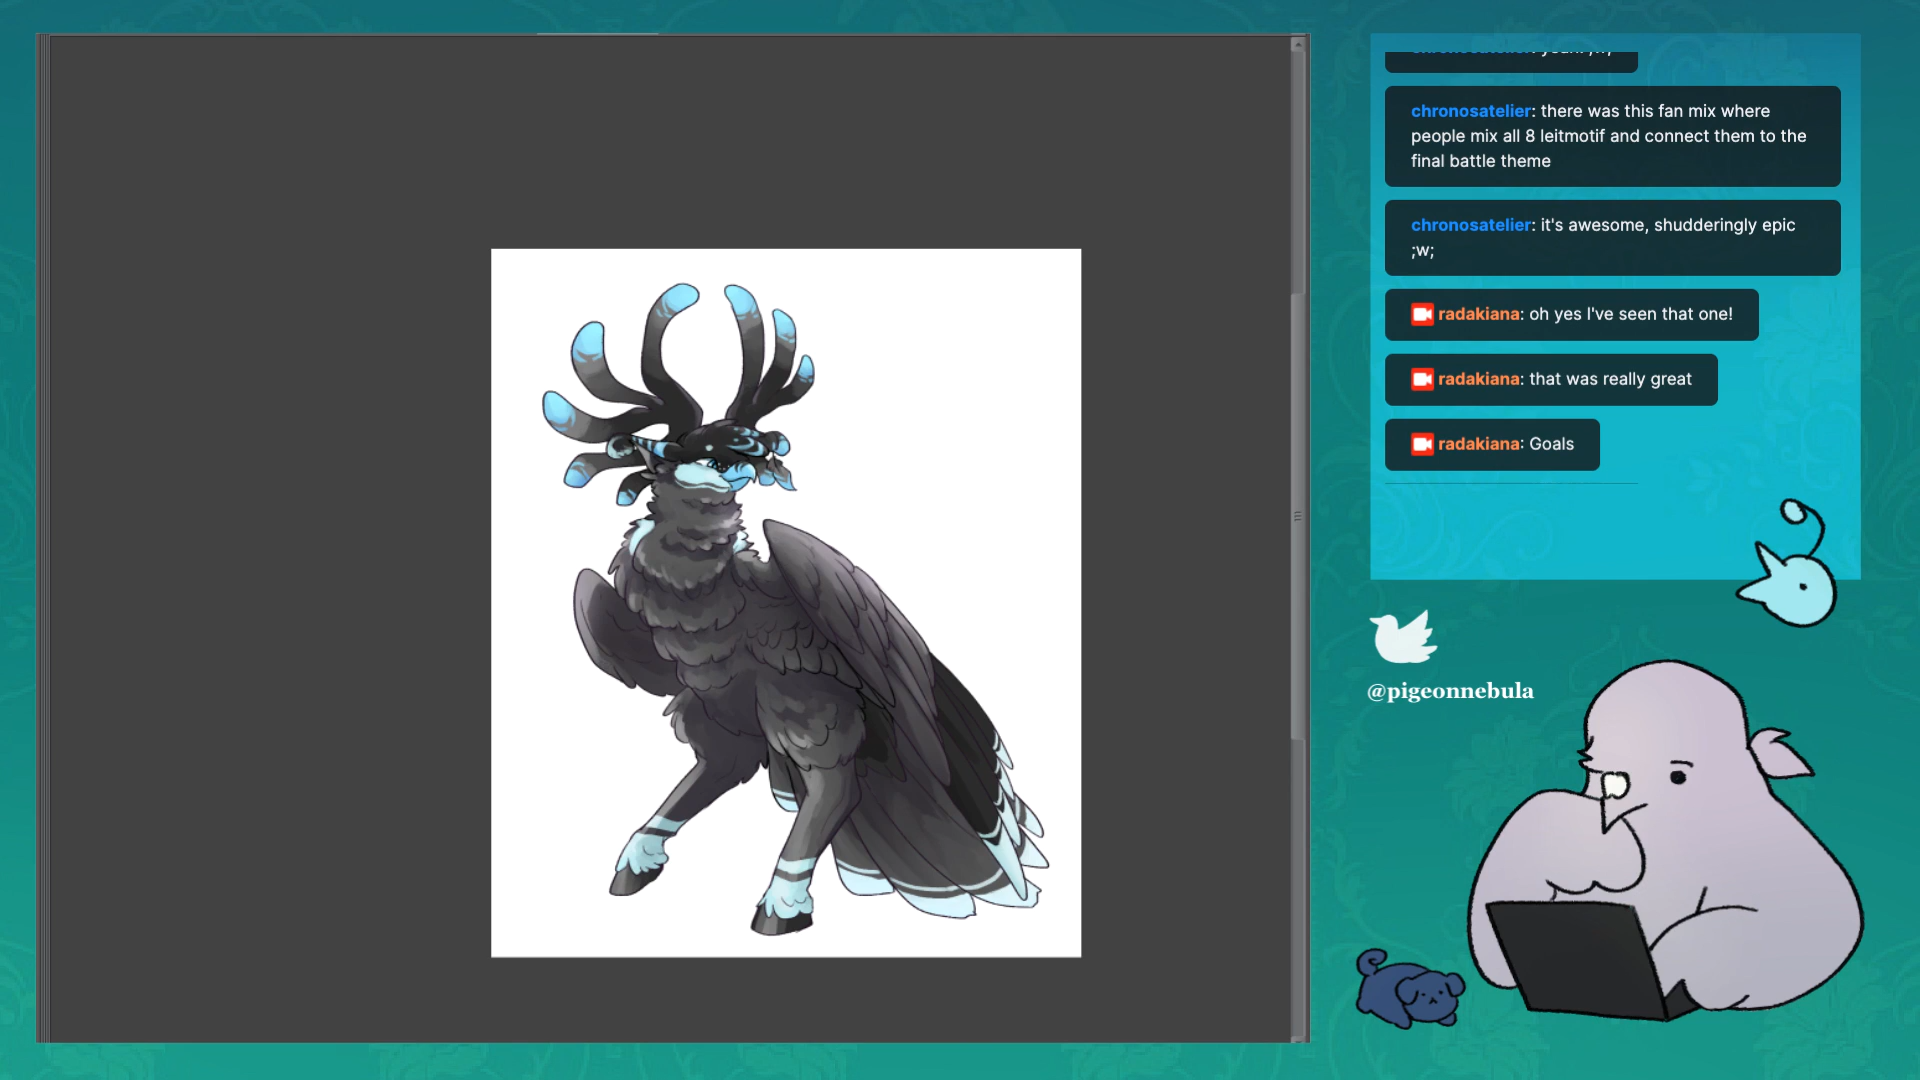 chronosatelier: there was this fan mix where
people mix all 8 leitmotif and connect them to the
final battle theme
chronosatelier: it's awesome, shudderingly epic
;w;
radakiana: oh yes I've seen that one!
radakiana: that was really great
radakiana: Goals
@pigeonnebula